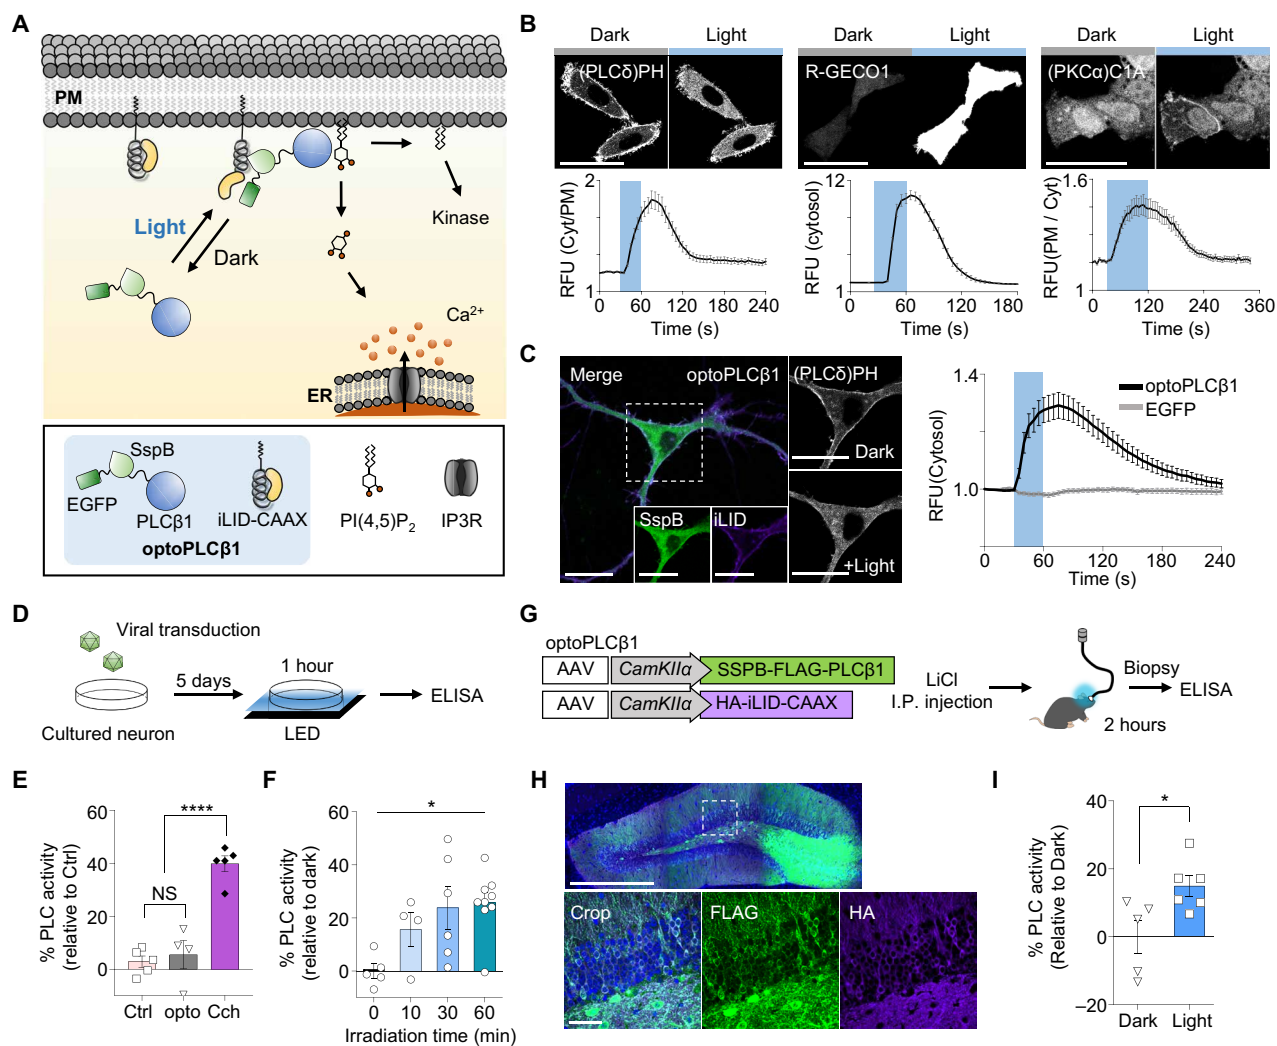 A
PM
Light
Dark
Kinase
Ca2+
ER
SspB
EGFP
PLCβ1
iLID-CAAX
optoPLCβ1
PI(4,5)P2
IP3R
B
Dark
Light
(PLCδ)PH
RFU (Cyt/PM)
2
1
0
60
120
180
240
Time (s)
Dark
Light
R-GECO1
RFU (cytosol)
12
1
0
60
120
180
Time (s)
Dark
Light
(PKCα)C1A
RFU(PM / Cyt)
1.6
1
0
120
240
360
Time (s)
C
Merge
optoPLCβ1
SspB
iLID
(PLCδ)PH
Dark
+Light
RFU(Cytosol)
1.4
1.0
optoPLCβ1
EGFP
0
60
120
180
240
Time (s)
D
Viral transduction
5 days
1 hour
ELISA
Cultured neuron
LED
G
optoPLCβ1
AAV
CamKIIα
SSPB-FLAG-PLCβ1
AAV
CamKIIα
HA-iLID-CAAX
LiCl
I.P. injection
Biopsy
ELISA
2 hours
E
% PLC activity
(relative to Ctrl)
60
40
20
0
****
NS
Ctrl
opto
Cch
F
% PLC activity
(relative to dark)
60
40
20
0
*
0
10
30
60
Irradiation time (min)
H
Crop
FLAG
HA
I
% PLC activity
(Relative to Dark)
40
20
0
−20
*
Dark
Light